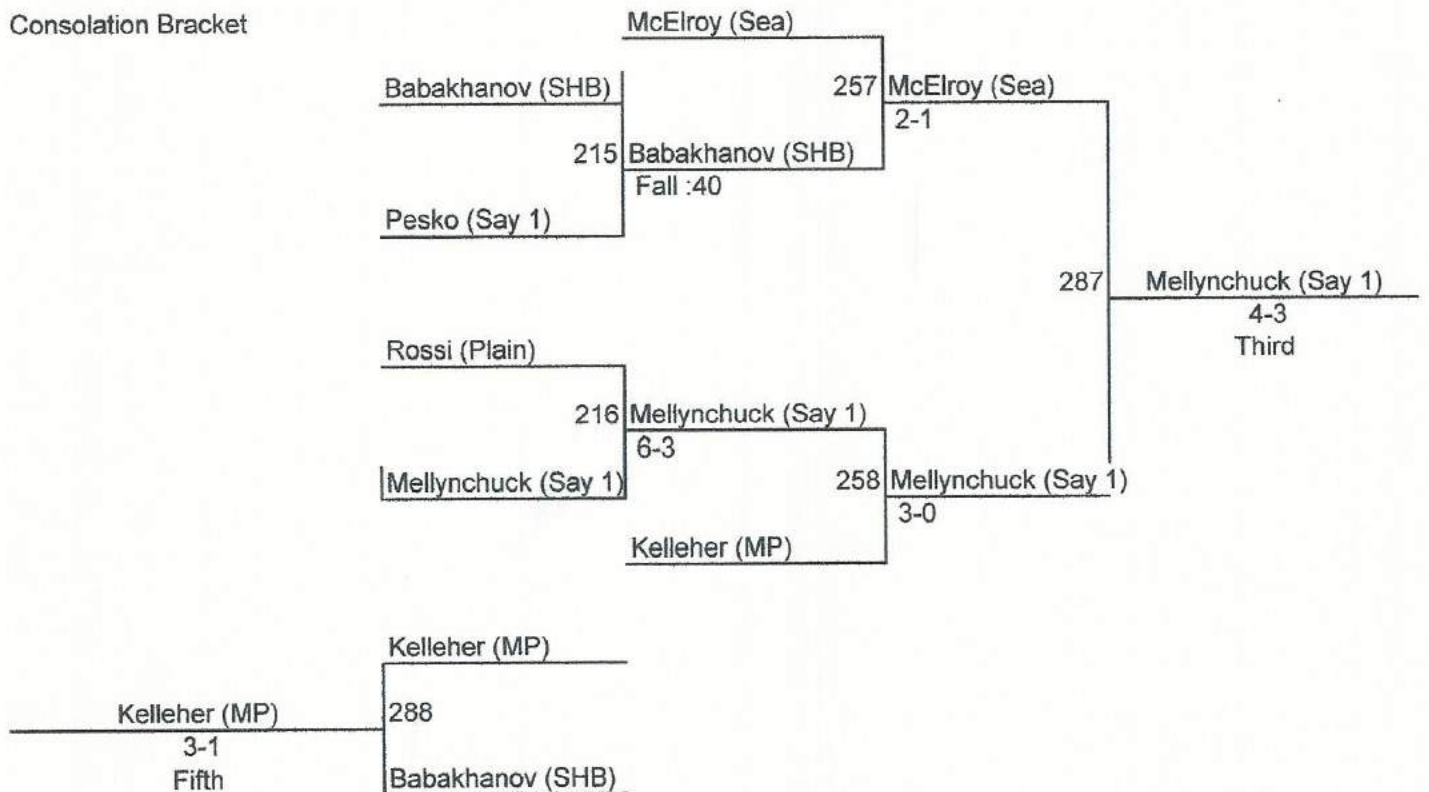 Consolation Bracket
McElroy (Sea)
Babakhanov (SHB)
257 McElroy (Sea)
2-1
215 Babakhanov (SHB)
Fall :40
Pesko (Say 1)
287 Mellynchuck (Say 1)
4-3
Third
Rossi (Plain)
216 Mellynchuck (Say 1)
6-3
Mellynchuck (Say 1)
258 Mellynchuck (Say 1)
3-0
Kelleher (MP)
Kelleher (MP)
Kelleher (MP) 288
3-1
Fifth
Babakhanov (SHB)